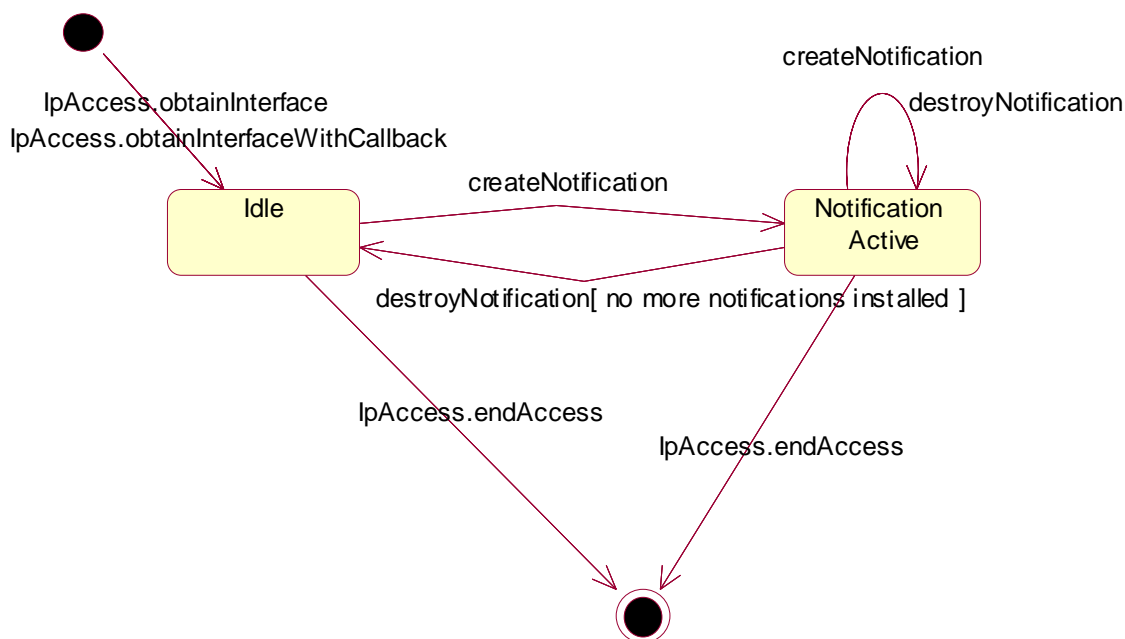 createNotification
destroyNotification
IpAccess.obtainInterface
IpAccess.obtainInterfaceWithCallback
createNotification
Idle
Notification
Active
destroyNotification[ no more notifications installed ]
IpAccess.endAccess
IpAccess.endAccess